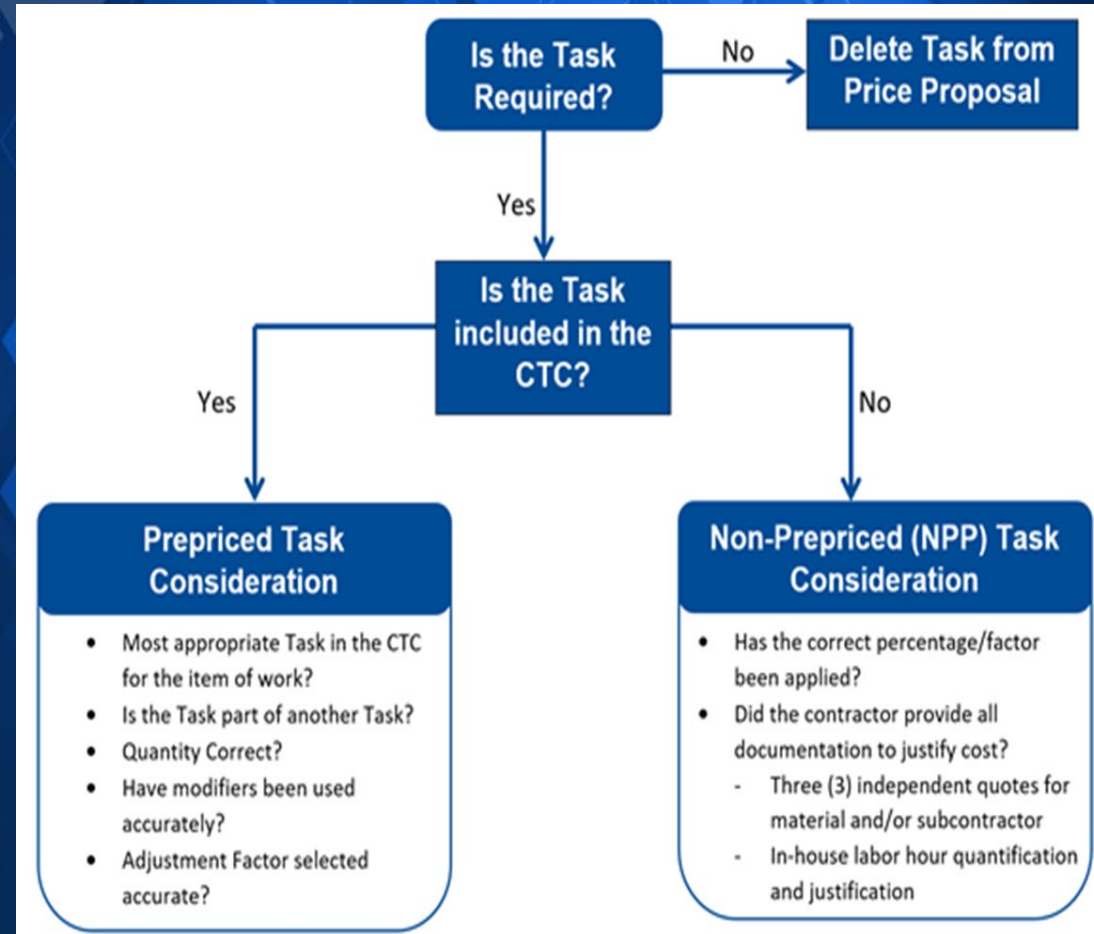 Is the Task
Required?
No
Delete Task from
Price Proposal
Yes
Is the Task
included in the
CTC?
Yes
No
Prepriced Task
Consideration
• Most appropriate Task in the CTC
for the item of work?
• Is the Task part of another Task?
• Quantity Correct?
• Have modifiers been used
accurately?
• Adjustment Factor selected
accurate?
Non-Prepriced (NPP) Task
Consideration
• Has the correct percentage/factor
been applied?
• Did the contractor provide all
documentation to justify cost?
- Three (3) independent quotes for
material and/or subcontractor
- In-house labor hour quantification
and justification